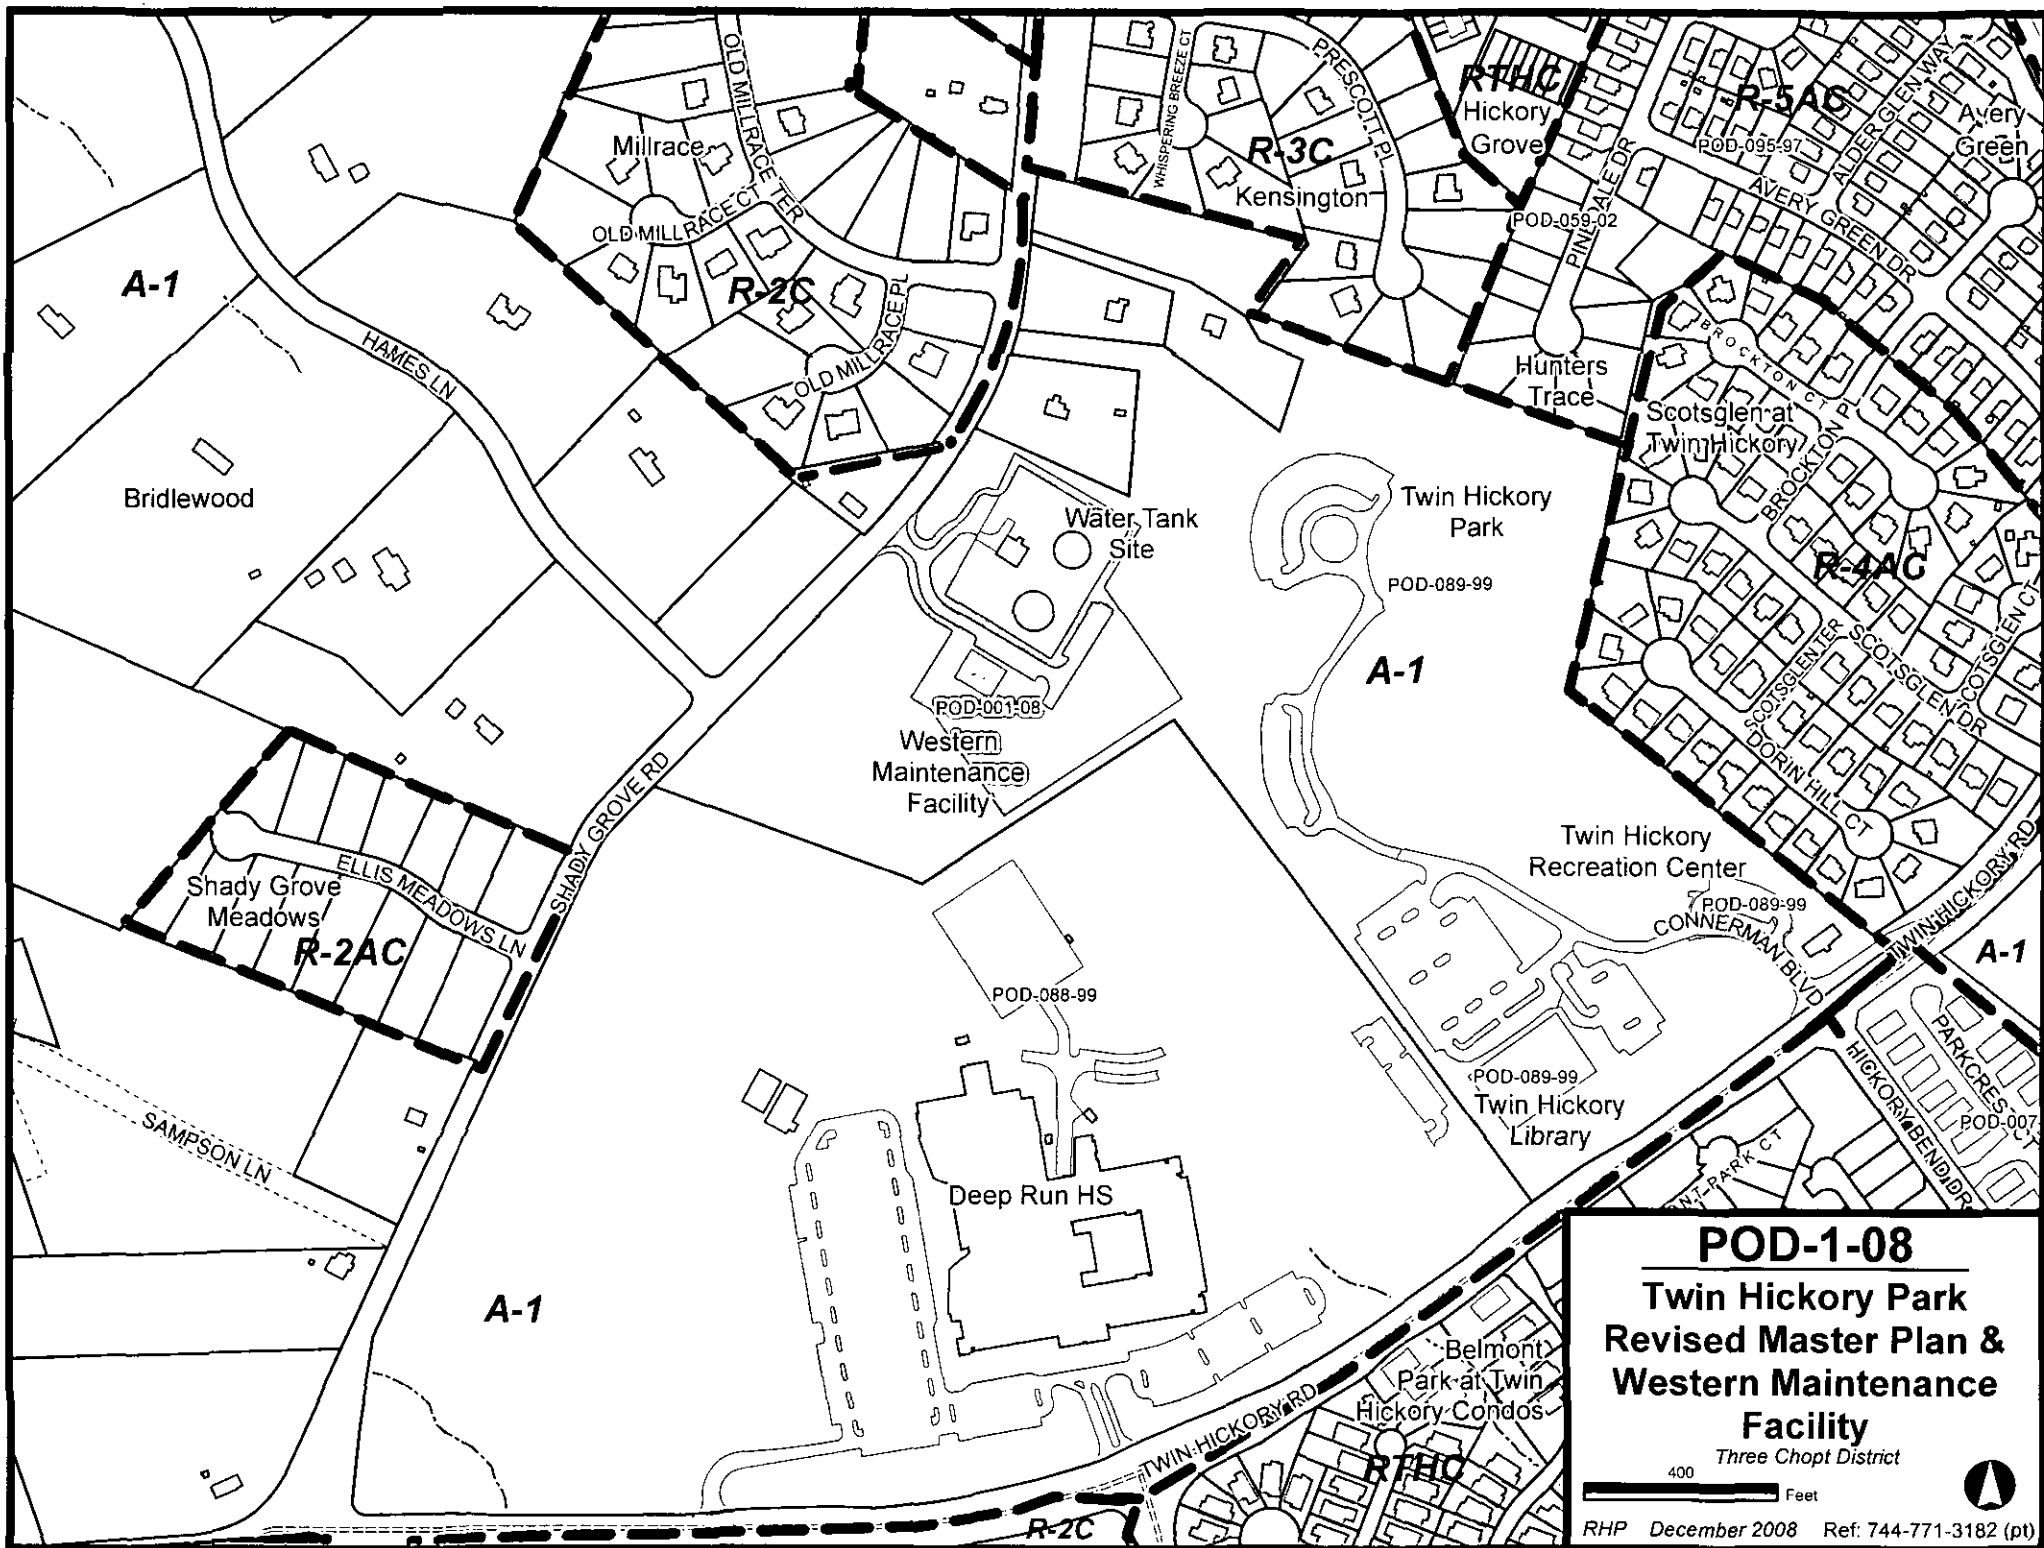 OLD MILLRACE TER
WHISPERING BREEZE CT
PRESCOTT PL
RTHC
Hickory
Grove
R-5AC
ALDER GLEN WAY
Avery
Green
POD-095-97
Millrace
R-3C
Kensington
PINEDALE DR
AVERY GREEN DR
POD-059-02
OLD MILLRACE CT
A-1
R-2C
OLD MILLRACE PL
HAMES LN
BROCKTON CT
Hunters
Trace
Scotsglen at
Twin Hickory
BROCKTON PL
Bridlewood
Twin Hickory
Park
Water Tank
Site
POD-089-99
R-4AC
SCOTSGLEN CT
SCOTSGLEN TER
SCOTSGLEN DR
A-1
POD-001-08
Western
Maintenance
Facility
DORIN HILL CT
SHADY GROVE RD
Twin Hickory
Recreation Center
ELLIS MEADOWS LN
Shady Grove
Meadows
R-2AC
POD-089-99
CONNERMAN BLVD
TWIN HICKORY RD
A-1
POD-088-99
PARKCREST CT
HICKORY BEND DR
POD-007
POD-089-99
Twin Hickory
Library
SAMPSON LN
NT PARK CT
Deep Run HS
A-1
Belmont
Park at Twin
Hickory Condos
TWIN HICKORY RD
RTHC
R-2C
POD-1-08
Twin Hickory Park
Revised Master Plan &
Western Maintenance
Facility
Three Chopt District
400
Feet
RHP December 2008 Ref: 744-771-3182 (pt)